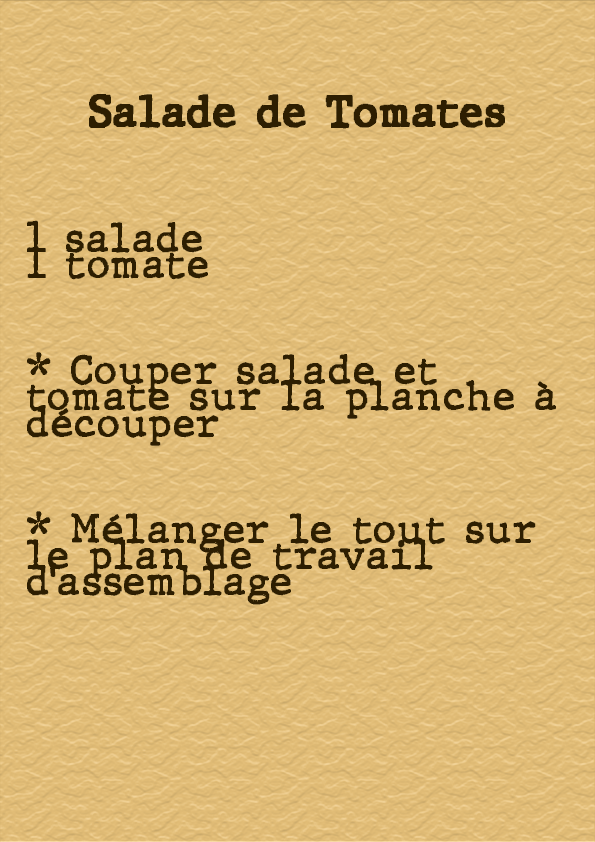 Salade de Tomates
1 salade
1 tomate
* Couper salade et
tomate sur la planche à
découper
* Mélanger le tout sur
le plan de travail
d'assemblage